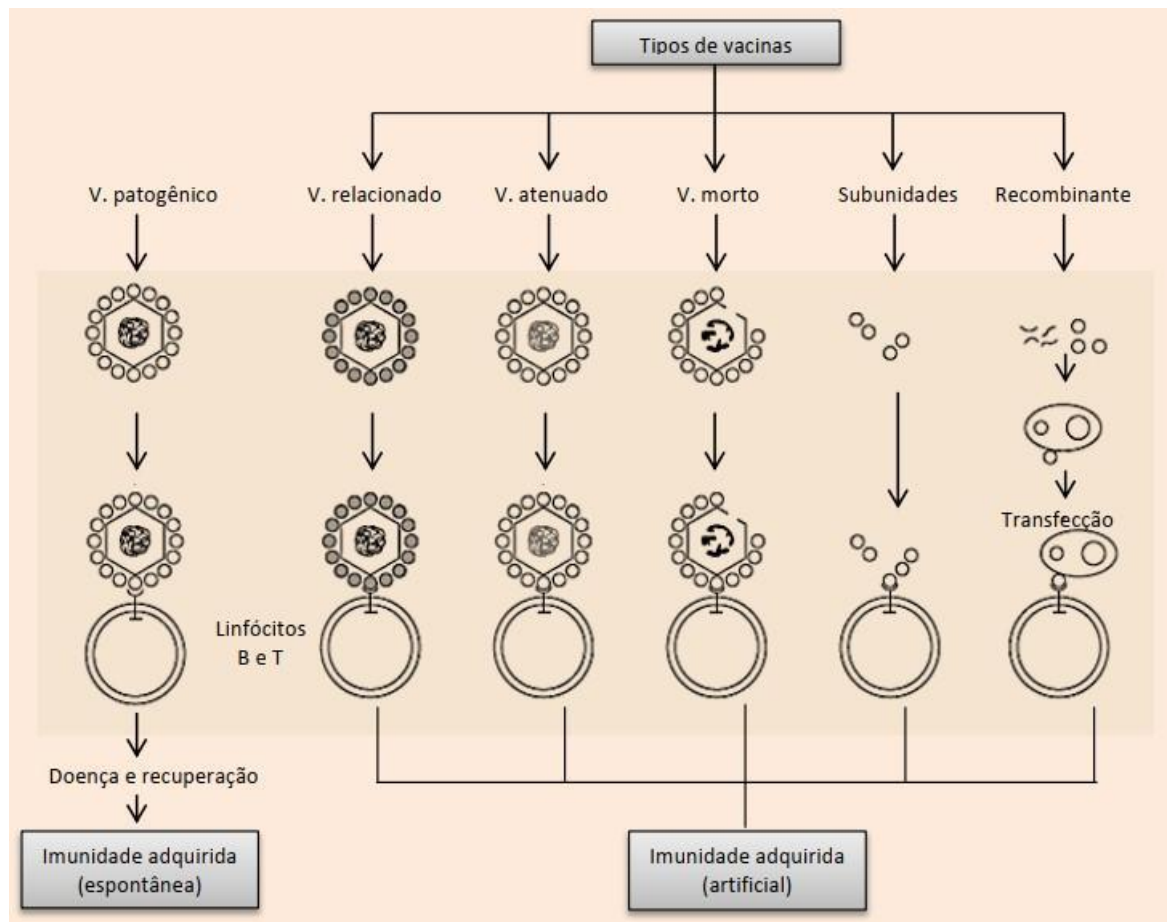 Tipos de vacinas
V. patogênico
V. relacionado
V. atenuado
V. morto
Subunidades
Recombinante
Transfecção
Linfócitos
B e T
Doença e recuperação
Imunidade adquirida
(espontânea)
Imunidade adquirida
(artificial)